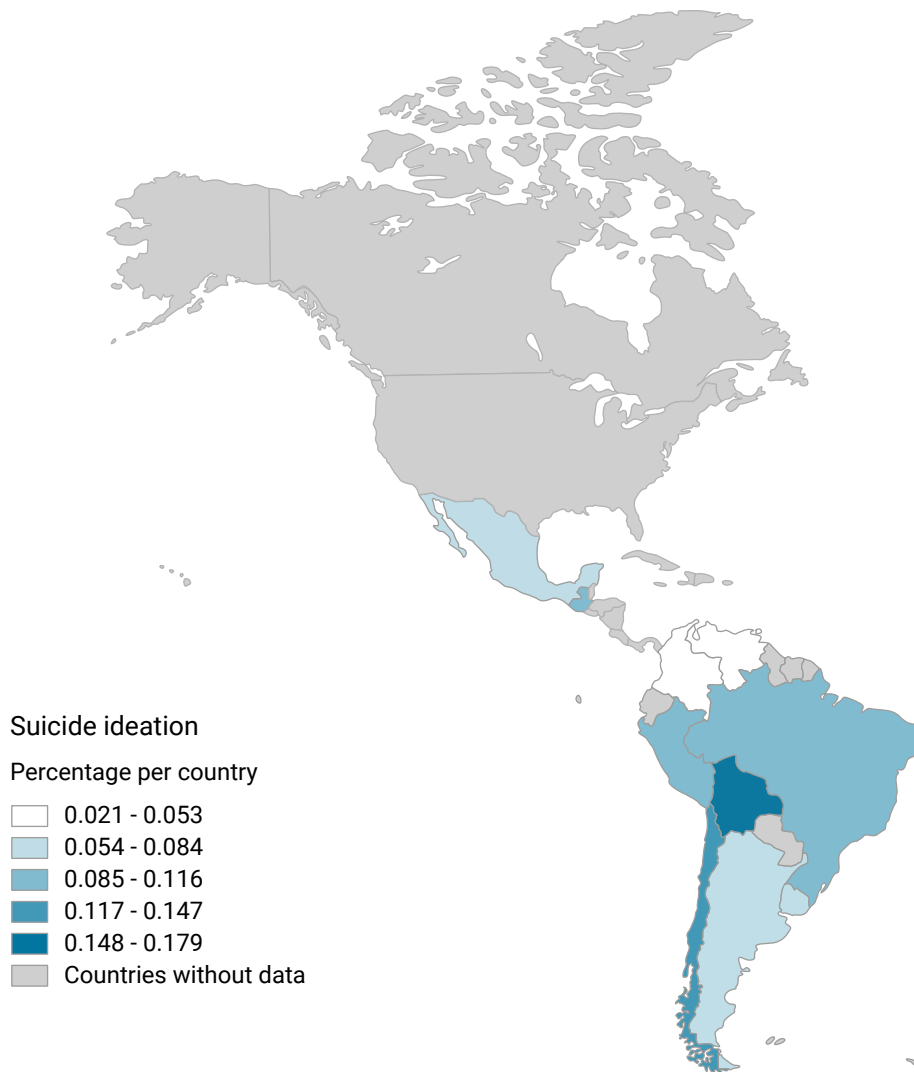 Suicide ideation
Percentage per country
0.021 - 0.053
0.054 - 0.084
0.085 - 0.116
0.117 - 0.147
0.148 - 0.179
Countries without data